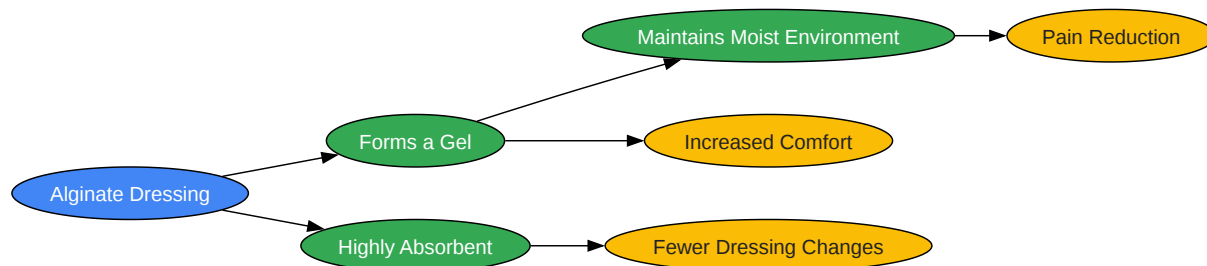 Maintains Moist Environment
Pain Reduction
Forms a Gel
Increased Comfort
Alginate Dressing
Highly Absorbent
Fewer Dressing Changes